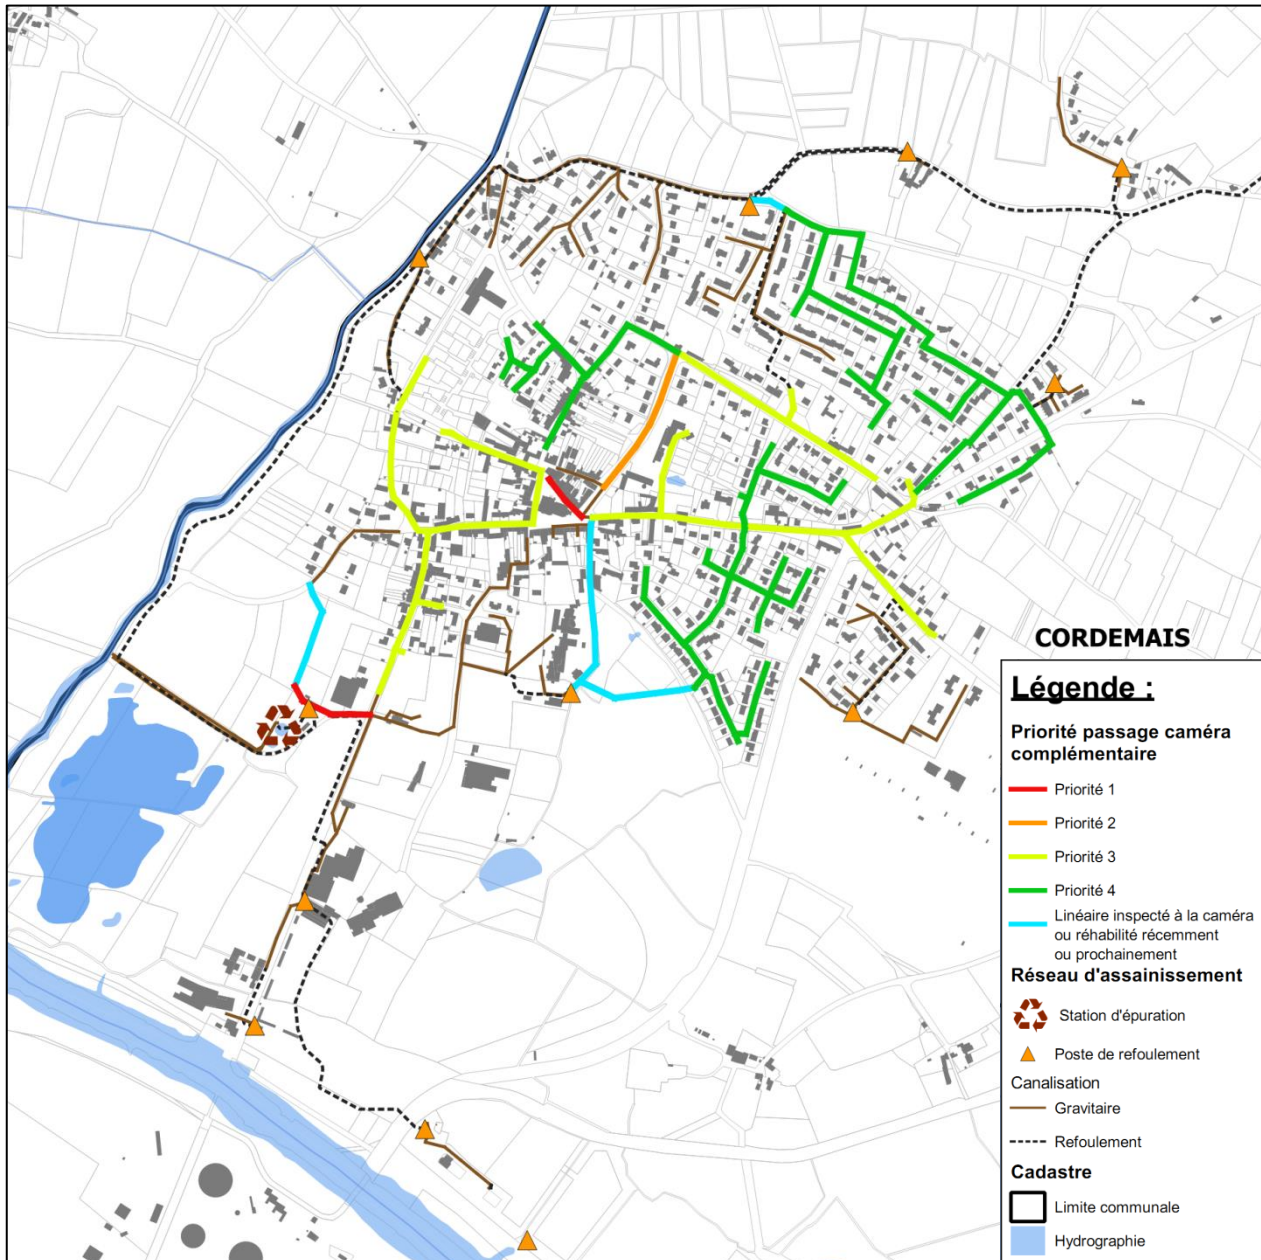 CORDEMAIS
Légende :
Priorité passage caméra
complémentaire
Priorité 1
Priorité 2
Priorité 3
Priorité 4
Linéaire inspecté à la caméra
ou réhabilité récemment
ou prochainement
Réseau d'assainissement
Station d'épuration
Poste de refoulement
Canalisation
Gravitaire
Refoulement
Cadastre
Limite communale
Hydrographie